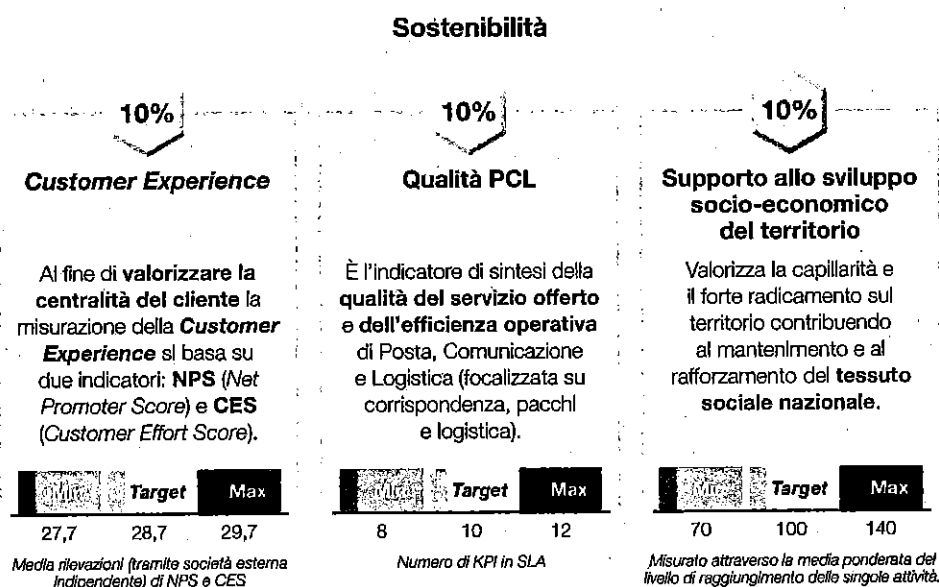 Sostenibilità
10%
Customer Experience
Al fine di valorizzare la
centralità del cliente la
misurazione della Customer
Experience si basa su
due indicatori: NPS (Net
Promoter Score) e CES
(Customer Effort Score).
Min Target Max
27,7 28,7 29,7
Media rilevazioni (tramite società esterna
indipendente) di NPS e CES
10%
Qualità PCL
È l'indicatore di sintesi della
qualità del servizio offerto
e dell'efficienza operativa
di Posta, Comunicazione
e Logistica (focalizzata su
corrispondenza, pacchi
e logistica).
Min Target Max
8 10 12
Numero di KPI in SLA
10%
Supporto allo sviluppo
socio-economico
del territorio
Valorizza la capillarità e
il forte radicamento sul
territorio contribuendo
al mantenimento e al
rafforzamento del tessuto
sociale nazionale.
Min Target Max
70 100 140
Misurato attraverso la media ponderata del
livello di raggiungimento delle singole attività